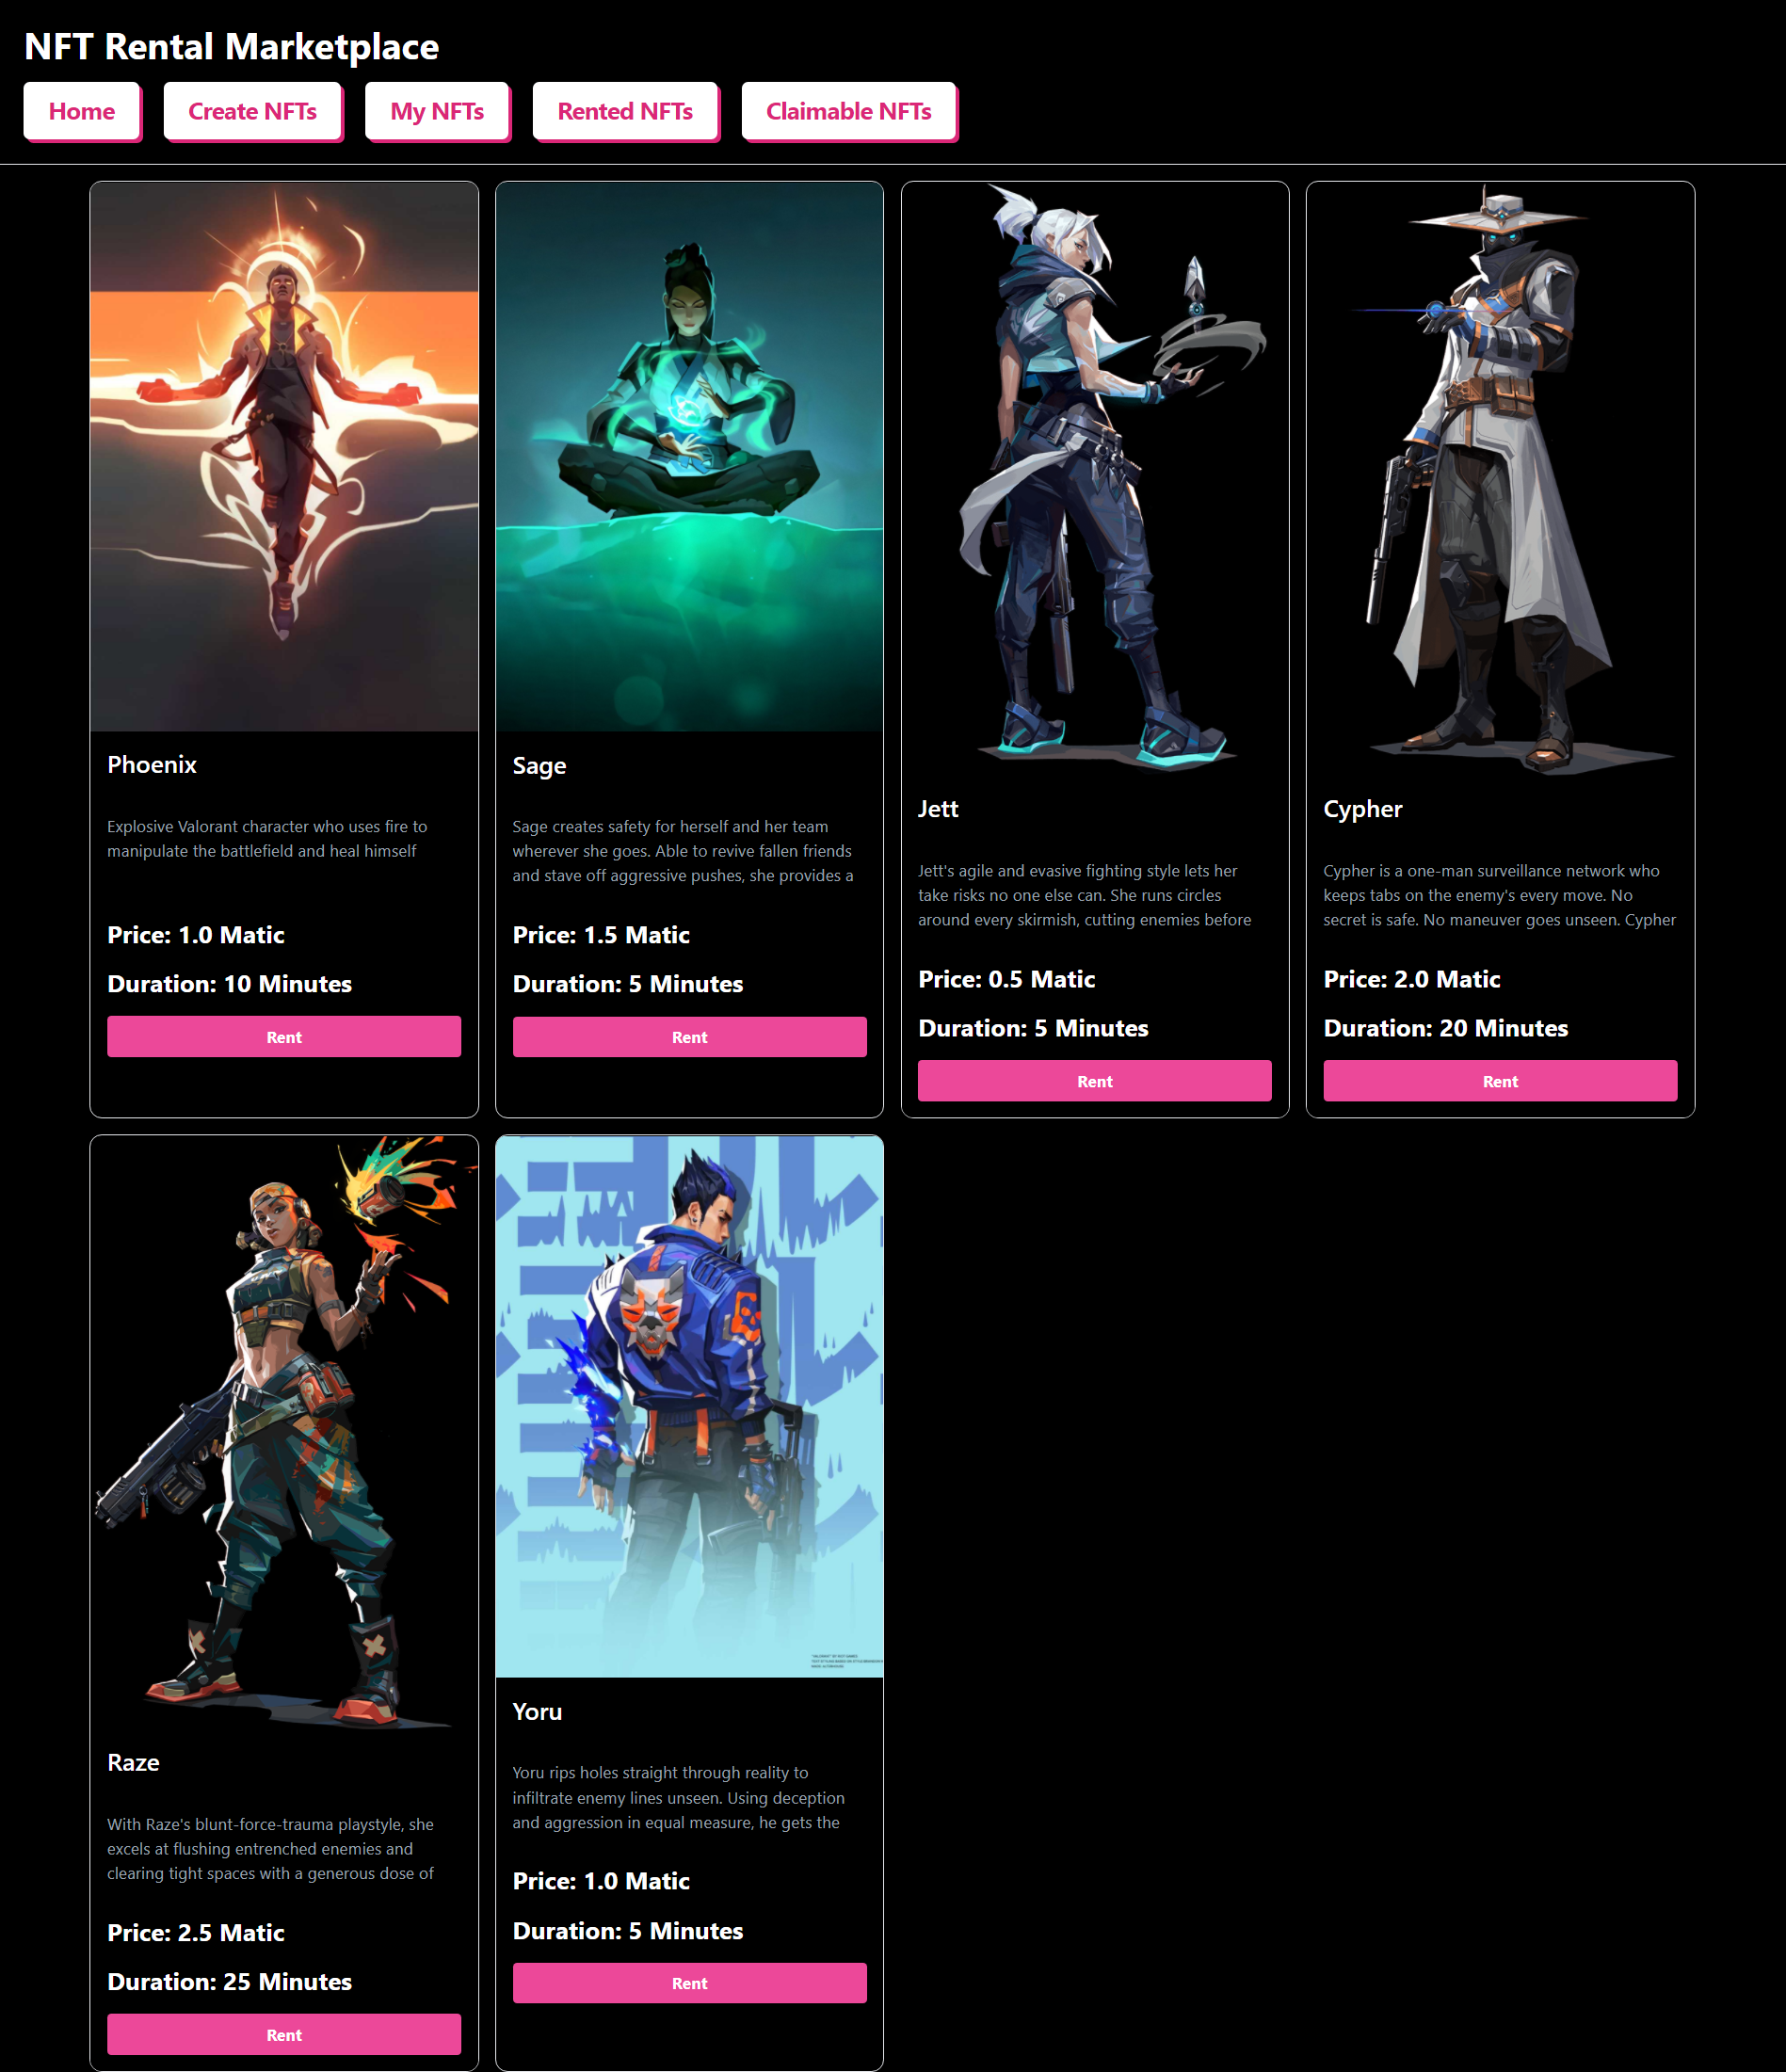 NFT Rental Marketplace
Home
Create NFTs
My NFTs
Rented NFTs
Claimable NFTs
Phoenix
Explosive Valorant character who uses fire to
manipulate the battlefield and heal himself
Price: 1.0 Matic
Duration: 10 Minutes
Rent
Sage
Sage creates safety for herself and her team
wherever she goes. Able to revive fallen friends
and stave off aggressive pushes, she provides a
Price: 1.5 Matic
Duration: 5 Minutes
Rent
Jett
Jett's agile and evasive fighting style lets her
take risks no one else can. She runs circles
around every skirmish, cutting enemies before
Price: 0.5 Matic
Duration: 5 Minutes
Rent
Cypher
Cypher is a one-man surveillance network who
keeps tabs on the enemy's every move. No
secret is safe. No maneuver goes unseen. Cypher
Price: 2.0 Matic
Duration: 20 Minutes
Rent
Raze
With Raze's blunt-force-trauma playstyle, she
excels at flushing entrenched enemies and
clearing tight spaces with a generous dose of
Price: 2.5 Matic
Duration: 25 Minutes
Rent
Yoru
Yoru rips holes straight through reality to
infiltrate enemy lines unseen. Using deception
and aggression in equal measure, he gets the
Price: 1.0 Matic
Duration: 5 Minutes
Rent